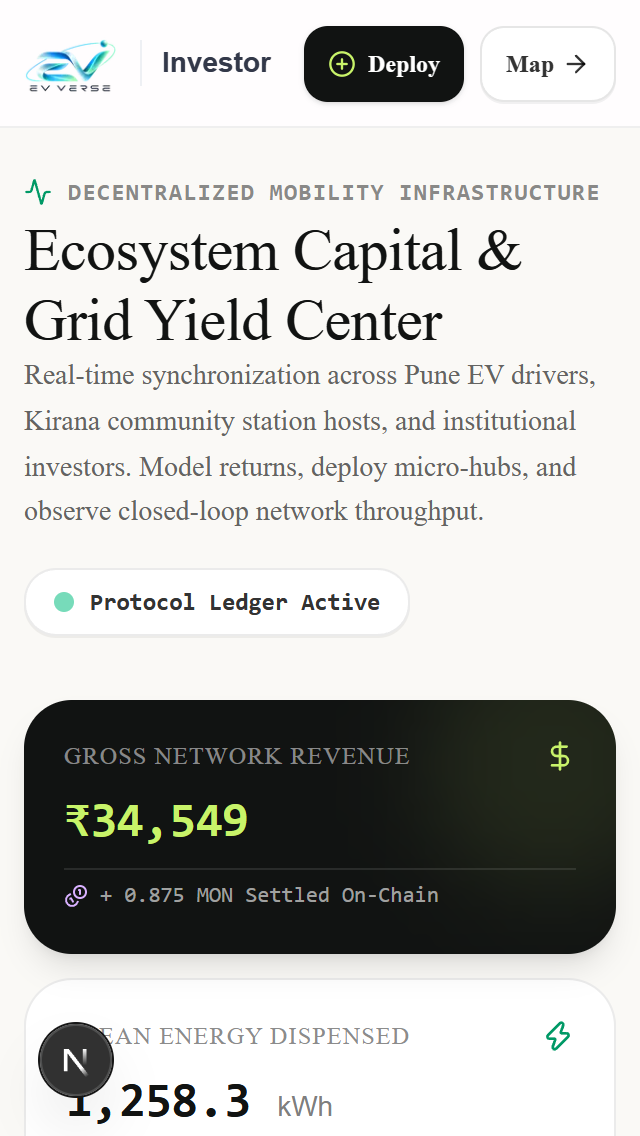 EV VERSE
Investor
Deploy
Map
DECENTRALIZED MOBILITY INFRASTRUCTURE
Ecosystem Capital &
Grid Yield Center
Real-time synchronization across Pune EV drivers,
Kirana community station hosts, and institutional
investors. Model returns, deploy micro-hubs, and
observe closed-loop network throughput.
Protocol Ledger Active
GROSS NETWORK REVENUE
₹34,549
+ 0.875 MON Settled On-Chain
EAN ENERGY DISPENSED
1,258.3 kWh
N